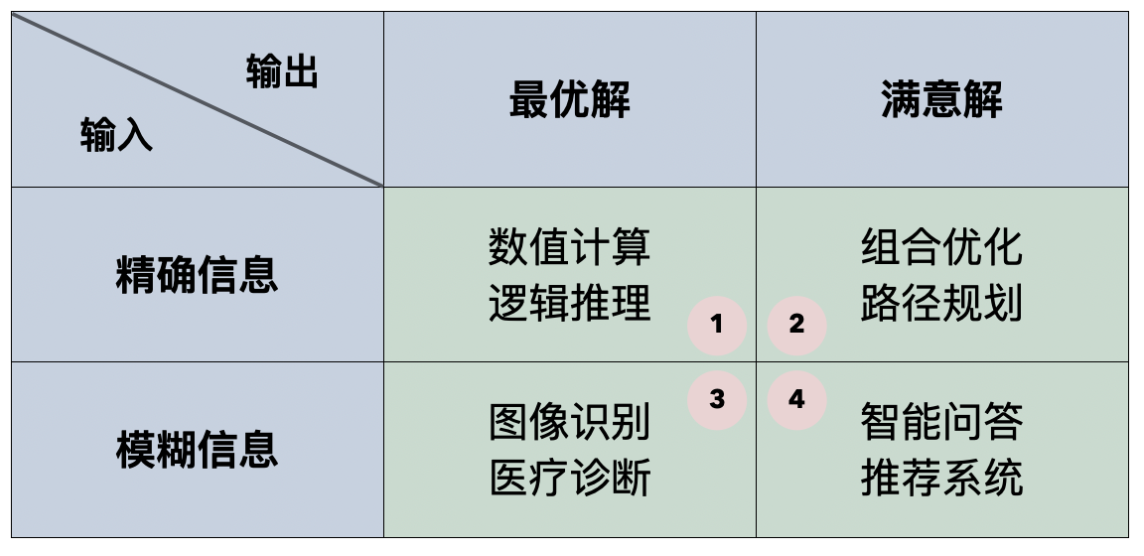 输出
输入
最优解
满意解
精确信息
数值计算
逻辑推理
1
2
组合优化
路径规划
模糊信息
图像识别
医疗诊断
3
4
智能问答
推荐系统